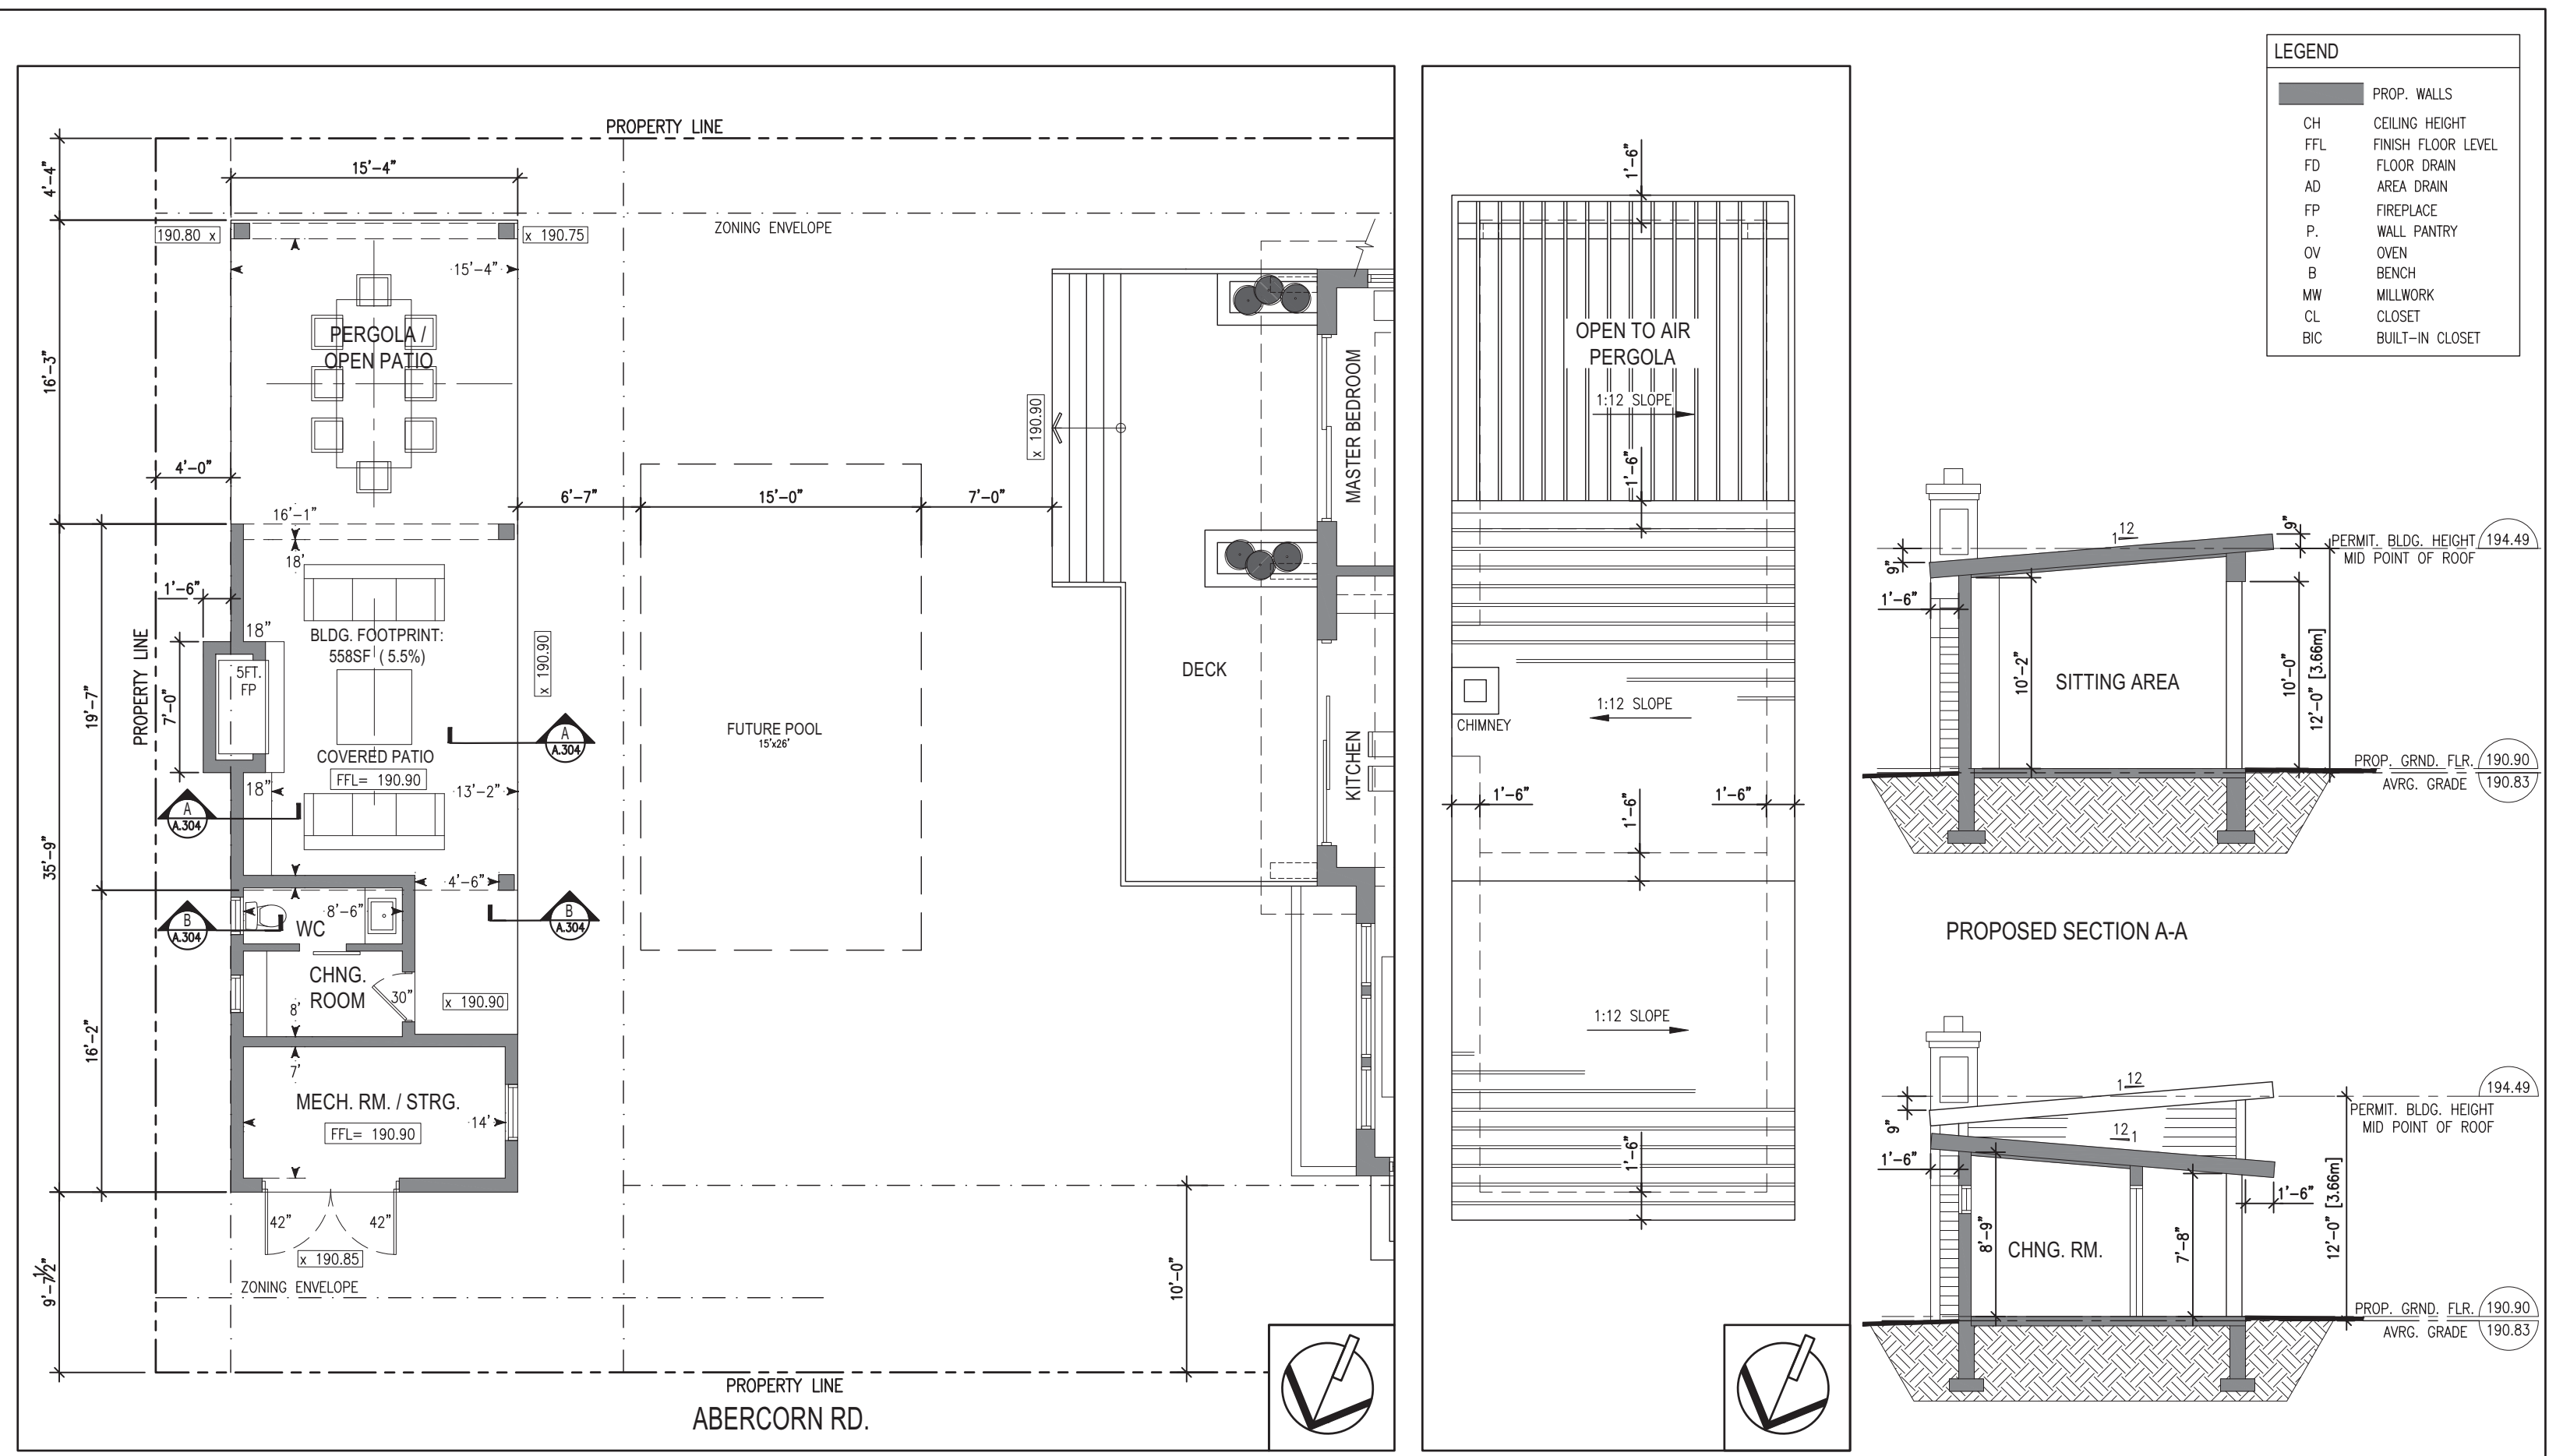 PROPERTY LINE
15'-4"
4'-4"
ZONING ENVELOPE
190.80 x
x 190.75
15'-4"
PERGOLA /
OPEN PATIO
16'-3"
x 190.90
MASTER BEDROOM
4'-0"
6'-7"
15'-0"
7'-0"
16'-1"
18'
1'-6"
18"
BLDG. FOOTPRINT:
558SF ( 5.5%)
PROPERTY LINE
5FT.
FP
7'-0"
19'-7"
x 190.90
DECK
FUTURE POOL
15'x26'
A
A.304
COVERED PATIO
FFL= 190.90
KITCHEN
18"
13'-2"
A
A.304
35'-9"
4'-6"
8'-6"
WC
B
A.304
B
A.304
CHNG.
ROOM
30"
x 190.90
8'
16'-2"
7'
MECH. RM. / STRG.
14'
FFL= 190.90
42"
42"
x 190.85
ZONING ENVELOPE
9'-7 1/2"
10'-0"
PROPERTY LINE
ABERCORN RD.
1'-6"
OPEN TO AIR
PERGOLA
1:12 SLOPE
1'-6"
1:12 SLOPE
CHIMNEY
1'-6"
1'-6"
1'-6"
1:12 SLOPE
1'-6"
LEGEND
PROP. WALLS
CH CEILING HEIGHT
FFL FINISH FLOOR LEVEL
FD FLOOR DRAIN
AD AREA DRAIN
FP FIREPLACE
P. WALL PANTRY
OV OVEN
B BENCH
MW MILLWORK
CL CLOSET
BIC BUILT-IN CLOSET
12
1
9"
PERMIT. BLDG. HEIGHT 194.49
MID POINT OF ROOF
9"
1'-6"
10'-2"
SITTING AREA
10'-0"
12'-0" [3.66m]
PROP. GRND. FLR. 190.90
AVRG. GRADE 190.83
PROPOSED SECTION A-A
12
1
194.49
PERMIT. BLDG. HEIGHT
MID POINT OF ROOF
9"
12
1
1'-6"
1'-6"
8'-9"
CHNG. RM.
7'-8"
12'-0" [3.66m]
PROP. GRND. FLR. 190.90
AVRG. GRADE 190.83